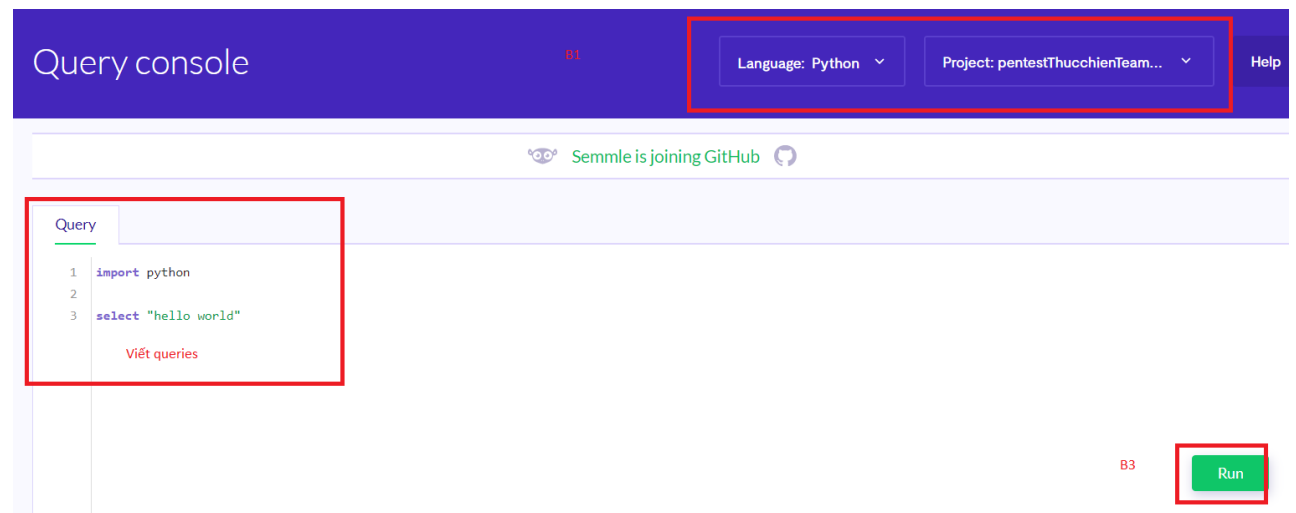 Query console
B1
Language: Python
Project: pentestThucchienTeam...
Help
Semmle is joining GitHub
Query
1 import python
2
3 select "hello world"
Viết queries
B3
Run